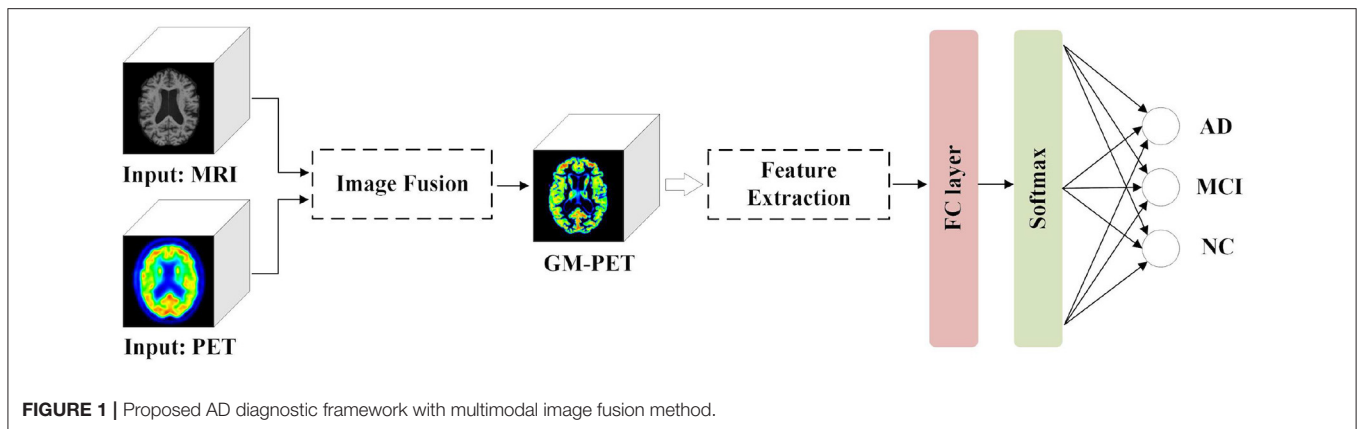 Input: MRI
Input: PET
Image Fusion
GM-PET
Feature
Extraction
FC layer
Softmax
AD
MCI
NC
FIGURE 1 | Proposed AD diagnostic framework with multimodal image fusion method.